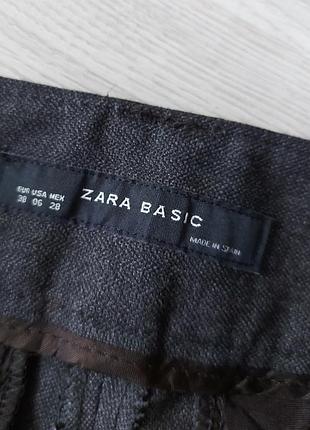 EUR USA MEX
38 06 28
ZARA BASIC
MADE IN SPAIN